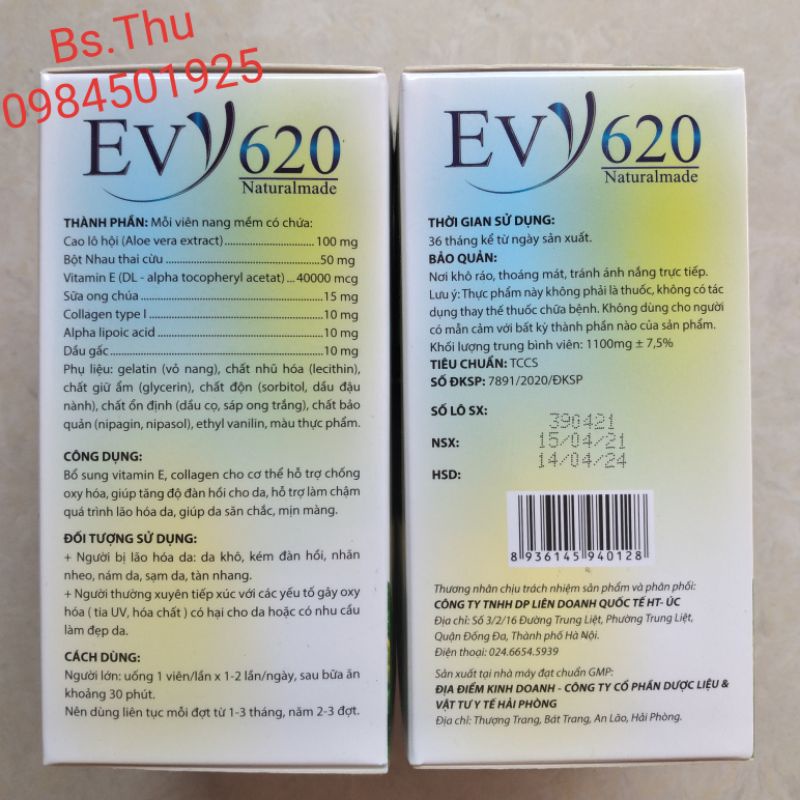 Bs.Thu
0984501925
EVY 620
Naturalmade
THÀNH PHẦN: Mỗi viên nang mềm có chứa:
Cao lô hội (Aloe vera extract)..........................100 mg
Bột Nhau thai cừu..........................50 mg
Vitamin E (DL - alpha tocopheryl acetat)...40000 mcg
Sữa ong chúa..........................15 mg
Collagen type I..........................10 mg
Alpha lipoic acid..........................10 mg
Dầu gấc..........................10 mg
Phụ liệu: gelatin (vỏ nang), chất nhũ hóa (lecithin),
chất giữ ẩm (glycerin), chất độn (sorbitol, dầu đậu
nành), chất ổn định (dầu cọ, sáp ong trắng), chất bảo
quản (nipagin, nipasol), ethyl vanilin, màu thực phẩm.
CÔNG DỤNG:
Bổ sung vitamin E, collagen cho cơ thể hỗ trợ chống
oxy hóa, giúp tăng độ đàn hồi cho da, hỗ trợ làm chậm
quá trình lão hóa da, giúp da săn chắc, mịn màng.
ĐỐI TƯỢNG SỬ DỤNG:
+ Người bị lão hóa da: da khô, kém đàn hồi, nhăn
nheo, nám da, sạm da, tàn nhang.
+ Người thường xuyên tiếp xúc với các yếu tố gây oxy
hóa ( tia UV, hóa chất ) có hại cho da hoặc có nhu cầu
làm đẹp da.
CÁCH DÙNG:
Người lớn: uống 1 viên/lần x 1-2 lần/ngày, sau bữa ăn
khoảng 30 phút.
Nên dùng liên tục mỗi đợt từ 1-3 tháng, năm 2-3 đợt.
EVY 620
Naturalmade
THỜI GIAN SỬ DỤNG:
36 tháng kể từ ngày sản xuất.
BẢO QUẢN:
Nơi khô ráo, thoáng mát, tránh ánh nắng trực tiếp.
Lưu ý: Thực phẩm này không phải là thuốc, không có tác
dụng thay thế thuốc chữa bệnh. Không dùng cho người
có mẫn cảm với bất kỳ thành phần nào của sản phẩm.
Khối lượng trung bình viên: 1100mg ± 7,5%
TIÊU CHUẨN: TCCS
SỐ ĐKSP: 7891/2020/ĐKSP
SỐ LÔ SX: 390421
NSX: 15/04/21
HSD: 14/04/24
8 936145 940128
Thương nhân chịu trách nhiệm sản phẩm và phân phối:
CÔNG TY TNHH DP LIÊN DOANH QUỐC TẾ HT- ÚC
Địa chỉ: Số 3/2/16 Đường Trung Liệt, Phường Trung Liệt,
Quận Đống Đa, Thành phố Hà Nội.
Điện thoại: 024.6654.5939
Sản xuất tại nhà máy đạt chuẩn GMP:
ĐỊA ĐIỂM KINH DOANH - CÔNG TY CỔ PHẦN DƯỢC LIỆU &
VẬT TƯ Y TẾ HẢI PHÒNG
Địa chỉ: Thượng Trang, Bát Trang, An Lão, Hải Phòng.